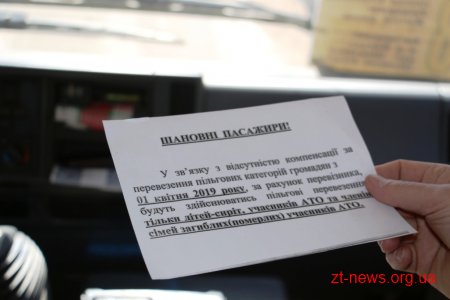 ШАНОВНІ ПАСАЖИРИ!
У зв'язку з відсутністю компенсації за
перевезення пільгових категорій громадян з
01 квітня 2019 року, за рахунок перевізника,
будуть здійснюватись пільгові перевезення
тільки дітей-сиріт, учасників АТО та членів
сімей загиблих(померлих) учасників АТО.
zt-news.org.ua